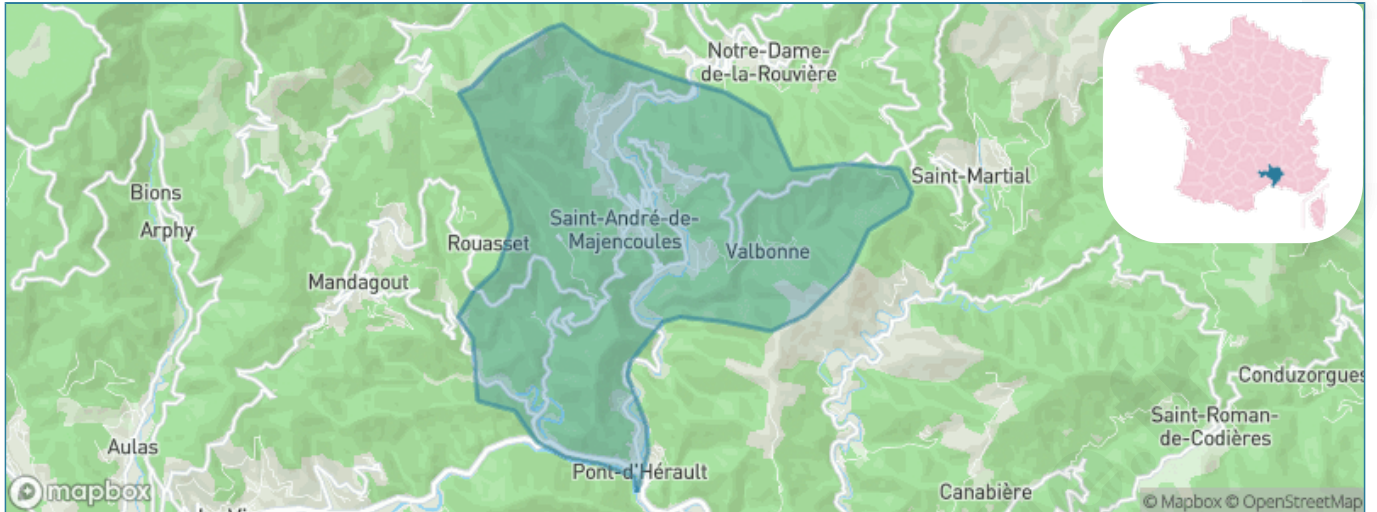 Notre-Dame-
de-la-Rouvière
Saint-Martial
Bions
Arphy
Saint-André-de-
Majencoules
Rouasset
Valbonne
Mandagout
Conduzorgues
Saint-Roman-
de-Codières
Aulas
Pont-d'Hérault
Canabière
mapbox
© Mapbox © OpenStreetMap